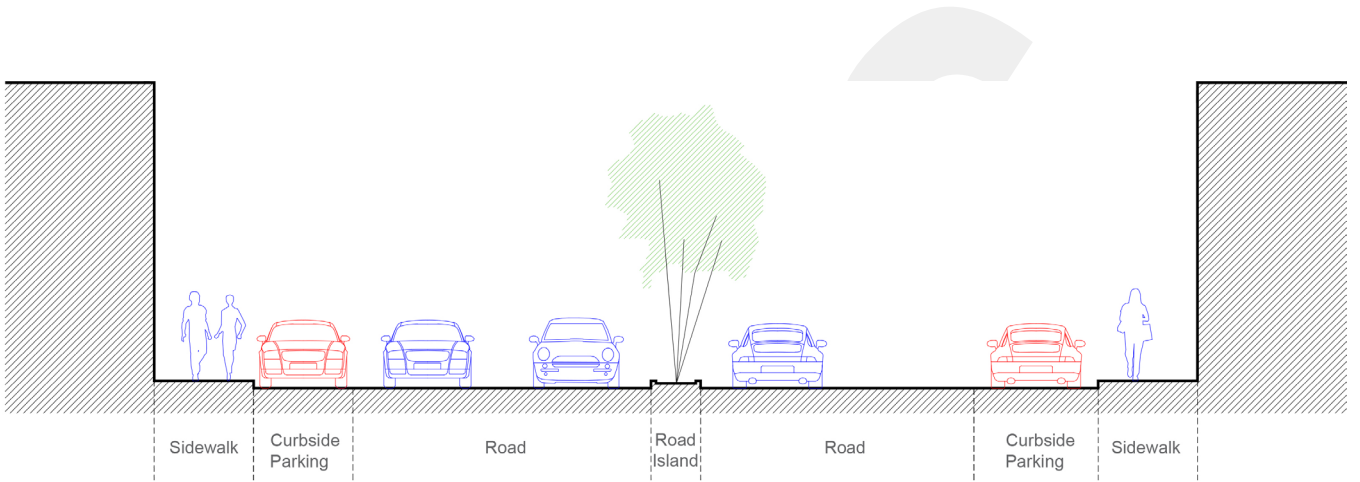 Sidewalk
Curbside
Parking
Road
Road
Island
Road
Curbside
Parking
Sidewalk